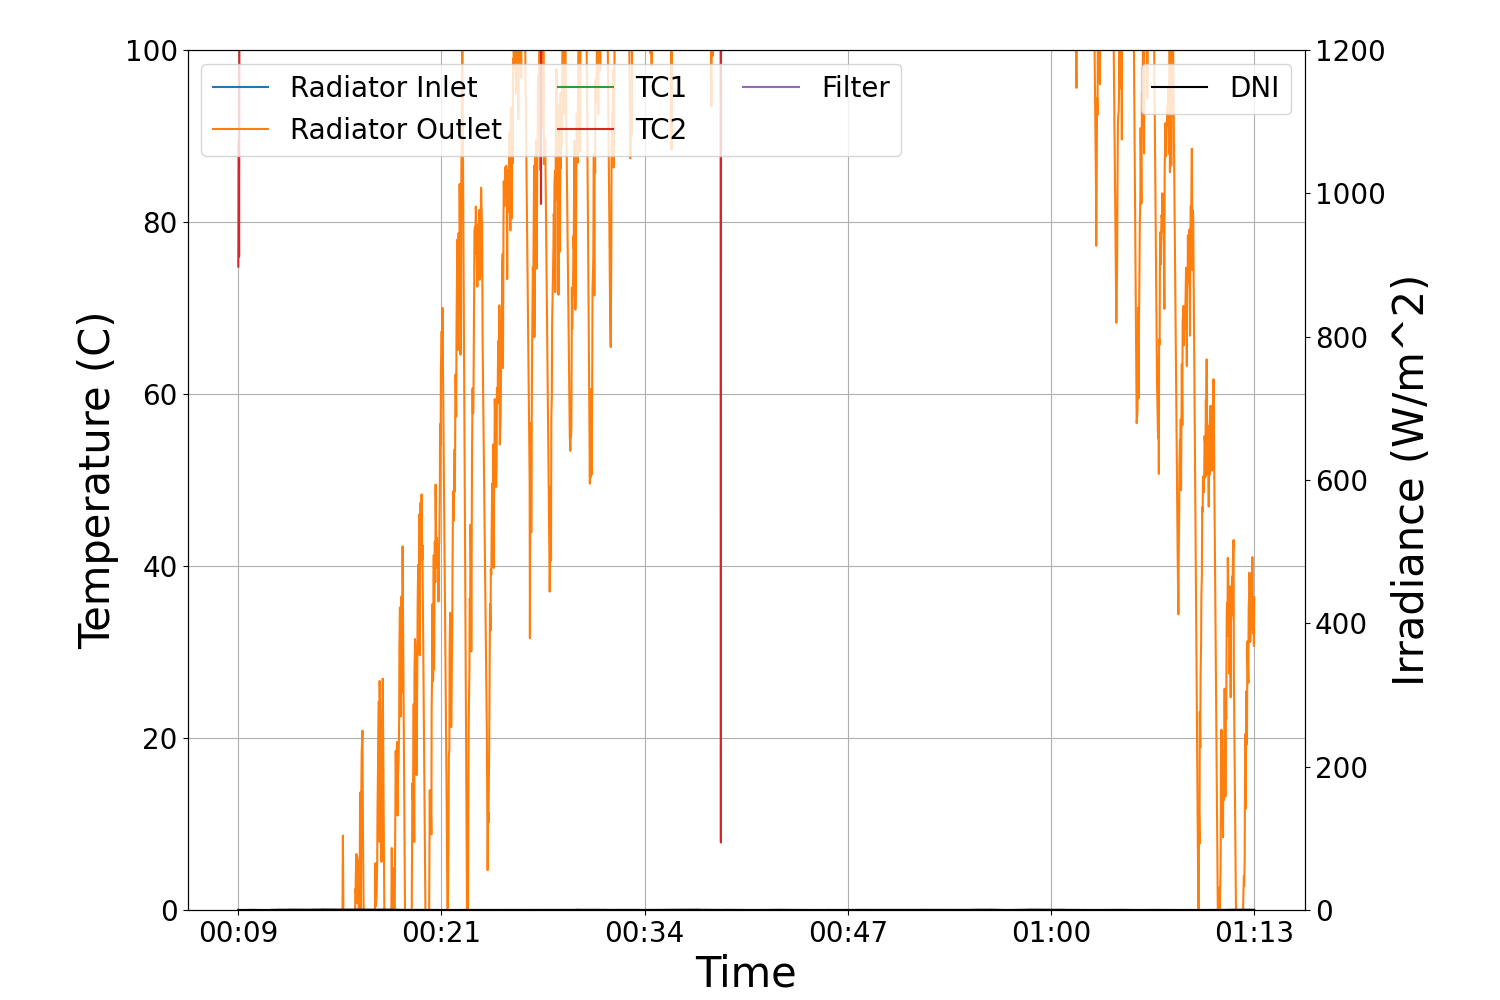 100
80
60
40
20
0
Temperature (C)
Radiator Inlet
Radiator Outlet
TC1
TC2
Filter
DNI
1200
1000
800
600
400
200
0
Irradiance (W/m^2)
00:09 00:21 00:34 00:47 01:00 01:13
Time